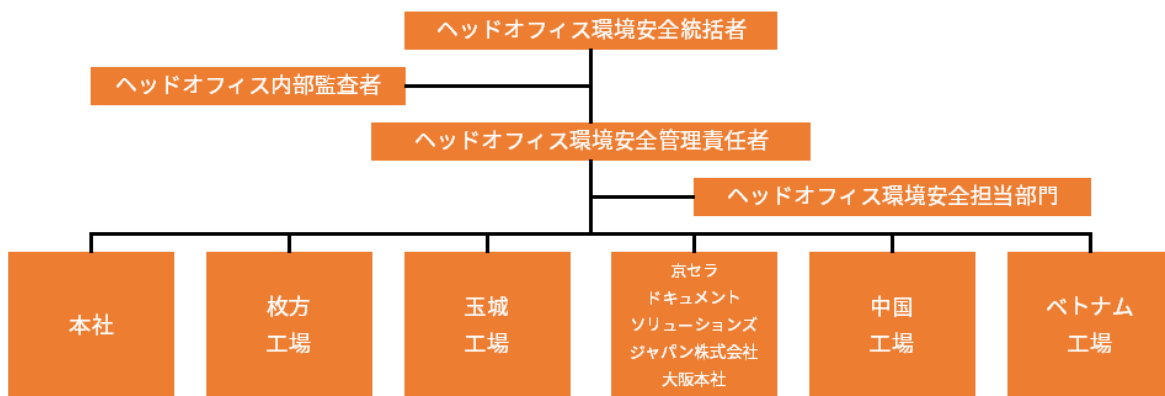 ヘッドオフィス環境安全統括者
ヘッドオフィス内部監査者
ヘッドオフィス環境安全管理責任者
ヘッドオフィス環境安全担当部門
本社
枚方
工場
玉城
工場
京セラ
ドキュメント
ソリューションズ
ジャパン株式会社
大阪本社
中国
工場
ベトナム
工場